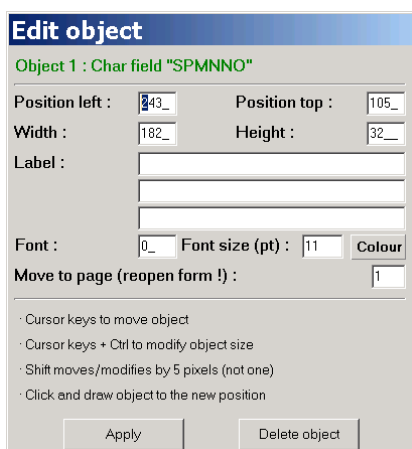 Edit object
Object 1 : Char field "SPMNNO"
Position left : 243_ Position top : 105_
Width : 182_ Height : 32__
Label :
Font : 0_ Font size (pt) : 11 Colour
Move to page (reopen form !) : 1
· Cursor keys to move object
· Cursor keys + Ctrl to modify object size
· Shift moves/modifies by 5 pixels (not one)
· Click and draw object to the new position
Apply Delete object